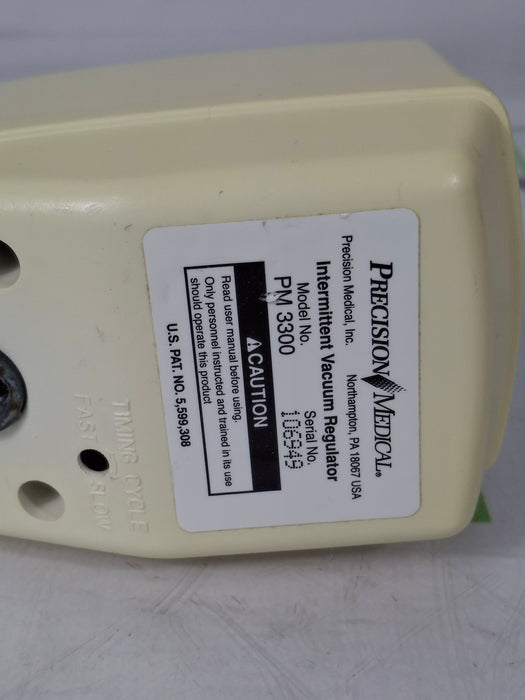 PRECISION MEDICAL®
Precision Medical, Inc. Northampton, PA 18067 USA
Intermittent Vacuum Regulator
Model No. Serial No.
PM 3300 106949
⚠CAUTION
Read user manual before using.
Only personnel instructed and trained in its use
should operate this product
U.S. PAT. NO. 5,599,308
TIMING CYCLE
FAST SLOW